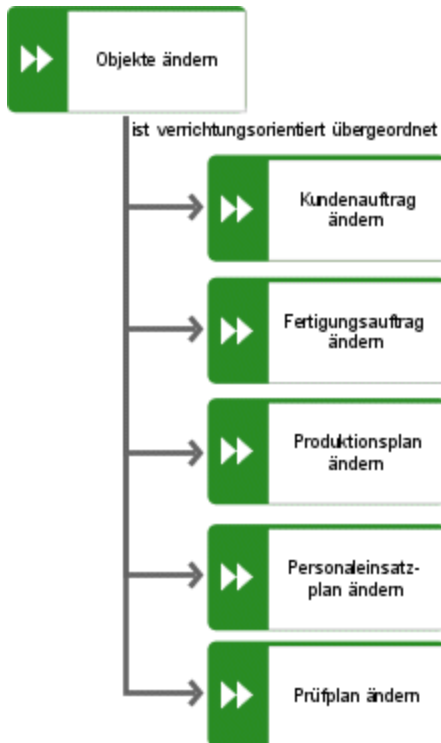 Objekte ändern
ist verrichtungsorientiert übergeordnet
Kundenauftrag
ändern
Fertigungsauftrag
ändern
Produktionsplan
ändern
Personaleinsatz-
plan ändern
Prüfplan ändern